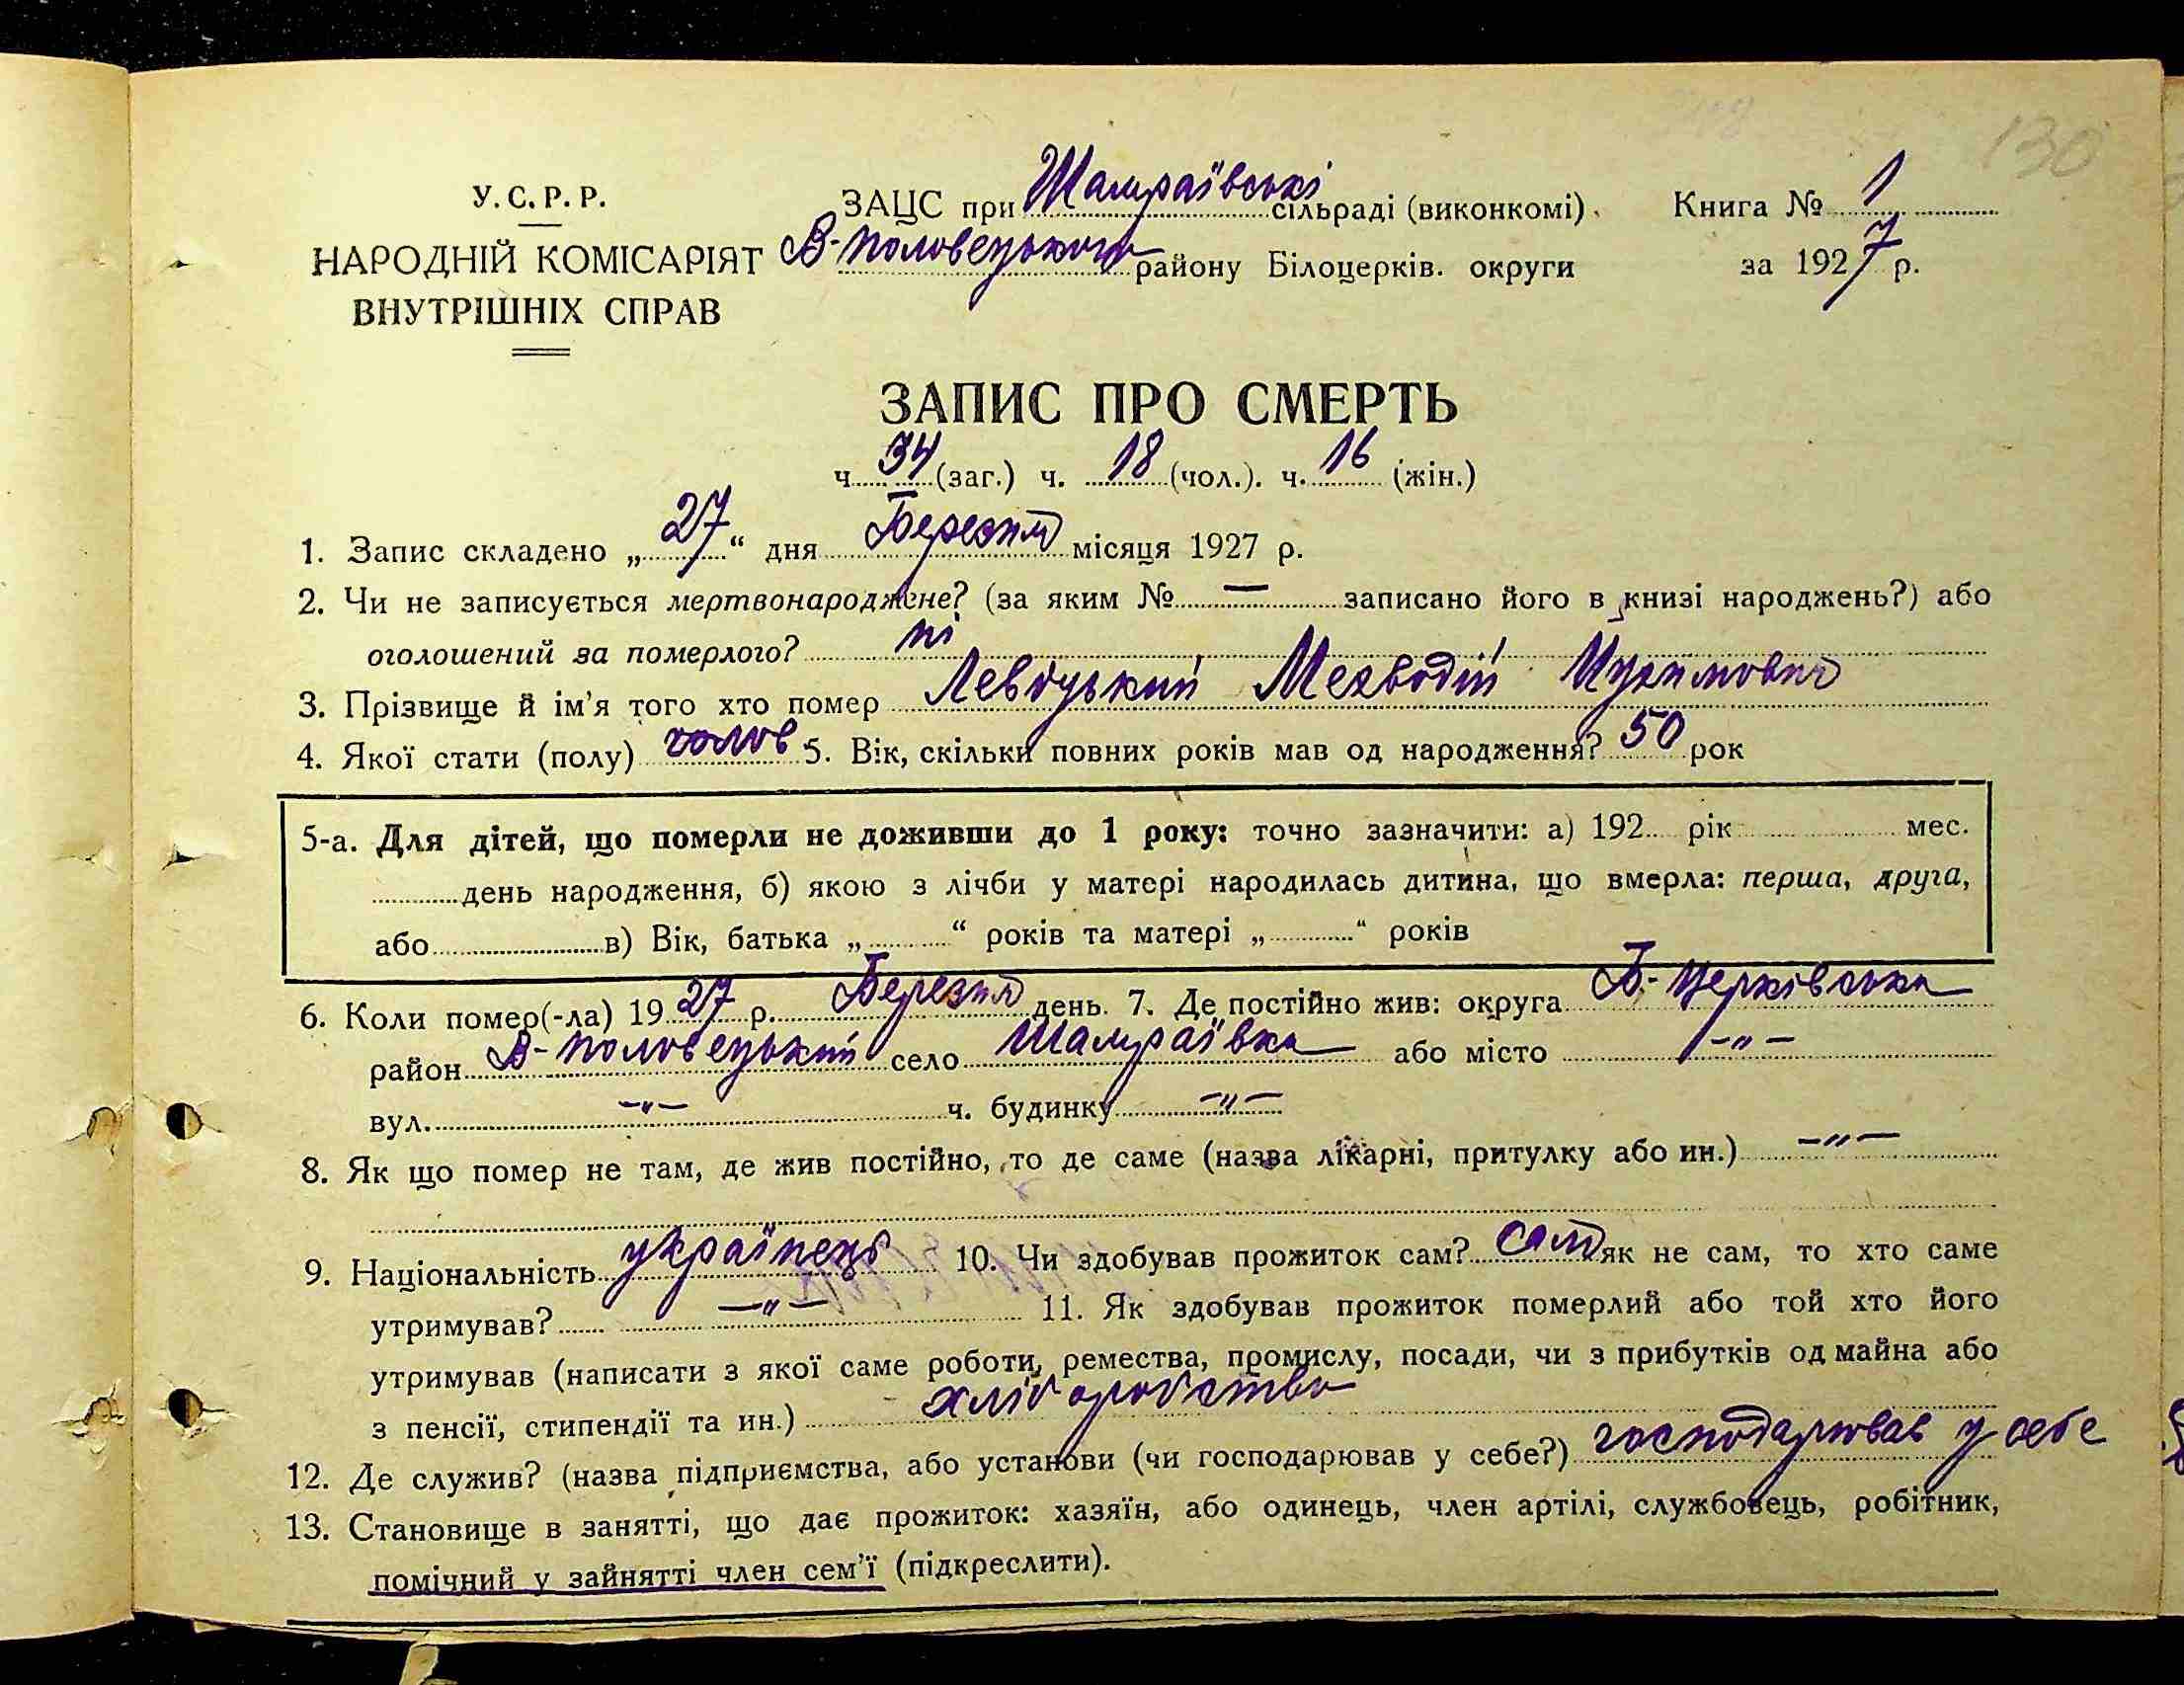 130
У. С. Р. Р.
НАРОДНІЙ КОМІСАРІЯТ
ВНУТРІШНІХ СПРАВ
ЗАЦС при Шамраївські сільраді (виконкомі)
В-Половецького району Білоцерків. округи
Книга № 1
за 1927 р.
ЗАПИС ПРО СМЕРТЬ
ч. 34 (заг.) ч. 18 (чол.). ч. 16 (жін.)
1. Запис складено „ 27 “ дня Березня місяця 1927 р.
2. Чи не записується мертвонароджене? (за яким № — записано його в книзі народжень?) або
оголошений за померлого? ні
3. Прізвище й ім'я того хто помер Левіцький
4. Якої стати (полу) чолов 5. Вік, скільки повних років мав од народження? 50 рок
5-а. Для дітей, що померли не доживши до 1 року: точно зазначити: а) 192 рік мес.
день народження, б) якою з лічби у матері народилась дитина, що вмерла: перша, друга,
або в) Вік, батька „ “ років та матері „ “ років
6. Коли помер(-ла) 1927 р. Березня день. 7. Де постійно жив: округа Б-Церківська
район В-Половецький село Шамраївка або місто —„—
вул. —„— ч. будинку —„—
8. Як що помер не там, де жив постійно, то де саме (назва лікарні, притулку або ин.) —„—
9. Національність українець 10. Чи здобував прожиток сам? сам як не сам, то хто саме
утримував? —„— 11. Як здобував прожиток померлий або той хто його
утримував (написати з якої саме роботи, ремества, промислу, посади, чи з прибутків од майна або
з пенсії, стипендії та ин.) хліборобство
12. Де служив? (назва підприємства, або установи (чи господарював у себе?) господарював у себе
13. Становище в занятті, що дає прожиток: хазяїн, або одинець, член артілі, службовець, робітник,
помічний у зайнятті член сем'ї (підкреслити).